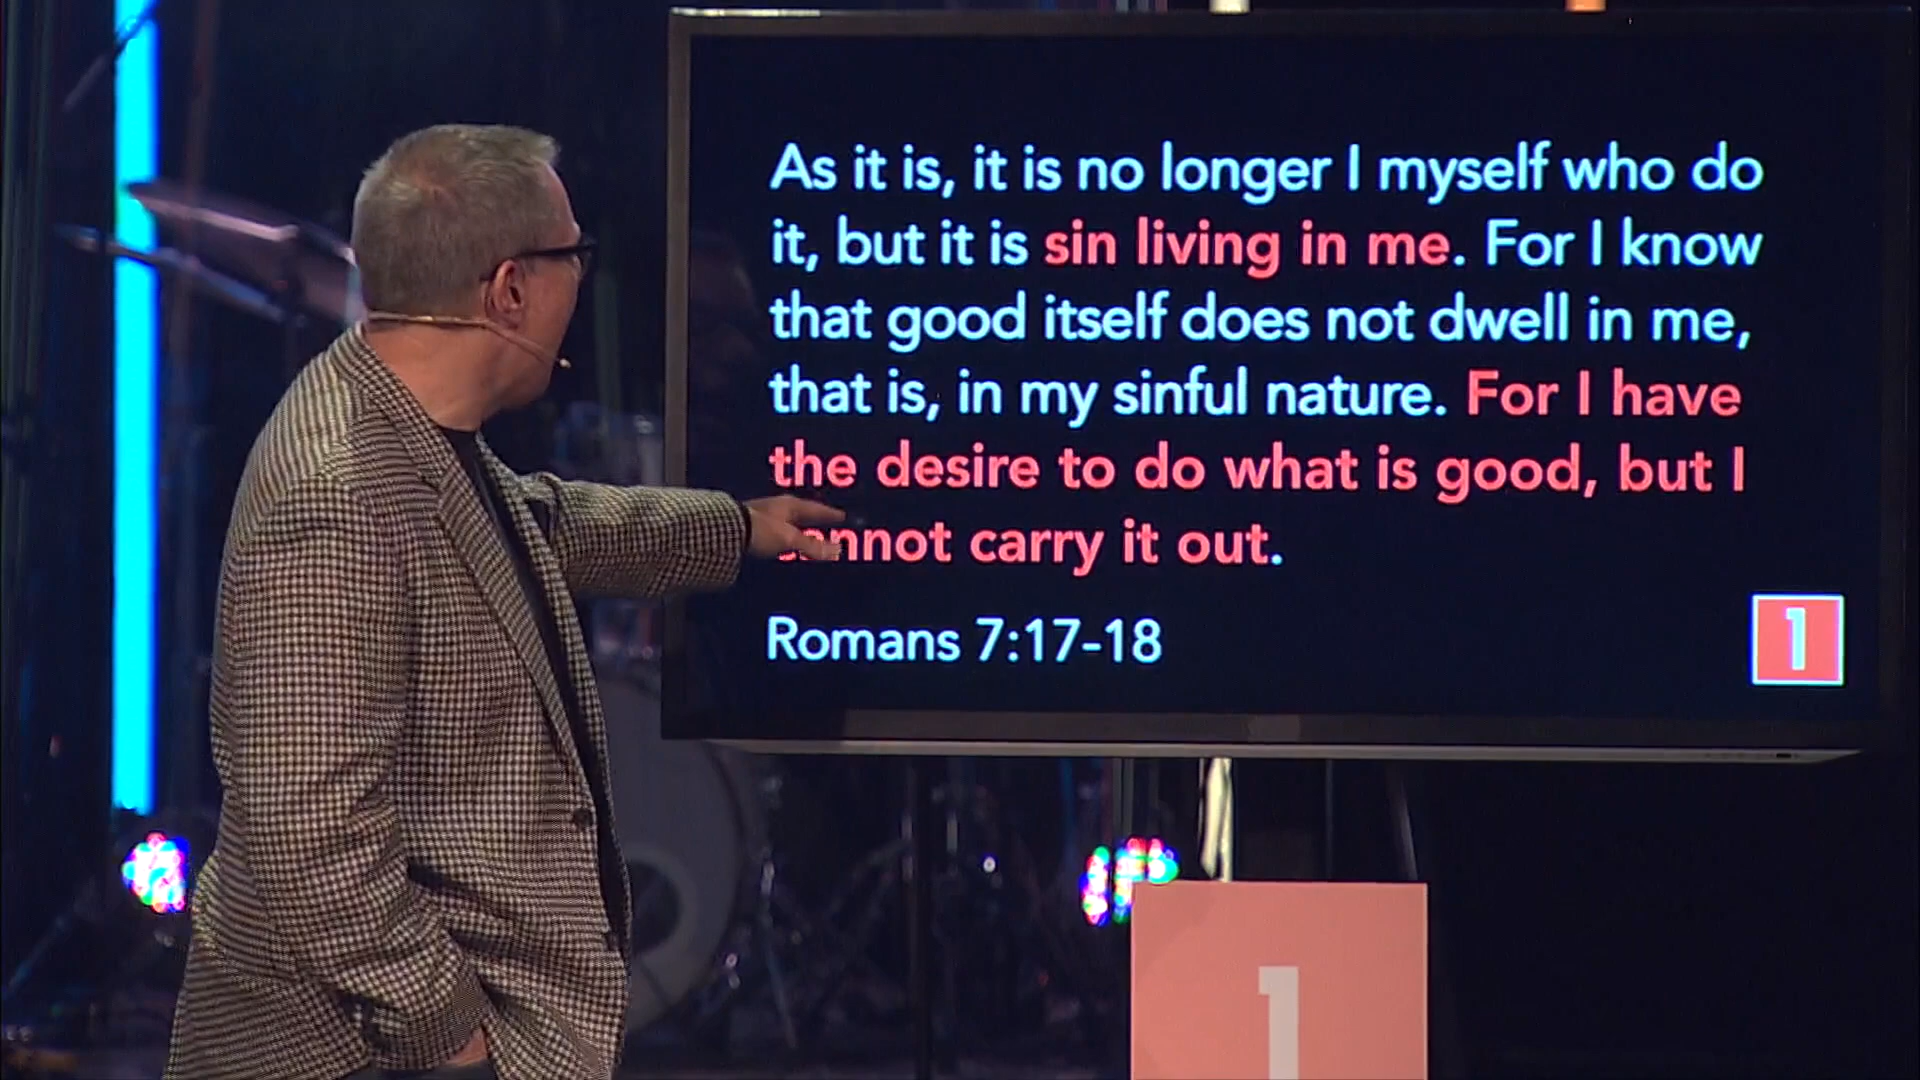 As it is, it is no longer I myself who do
it, but it is sin living in me. For I know
that good itself does not dwell in me,
that is, in my sinful nature. For I have
the desire to do what is good, but I
cannot carry it out.
Romans 7:17-18
1
1